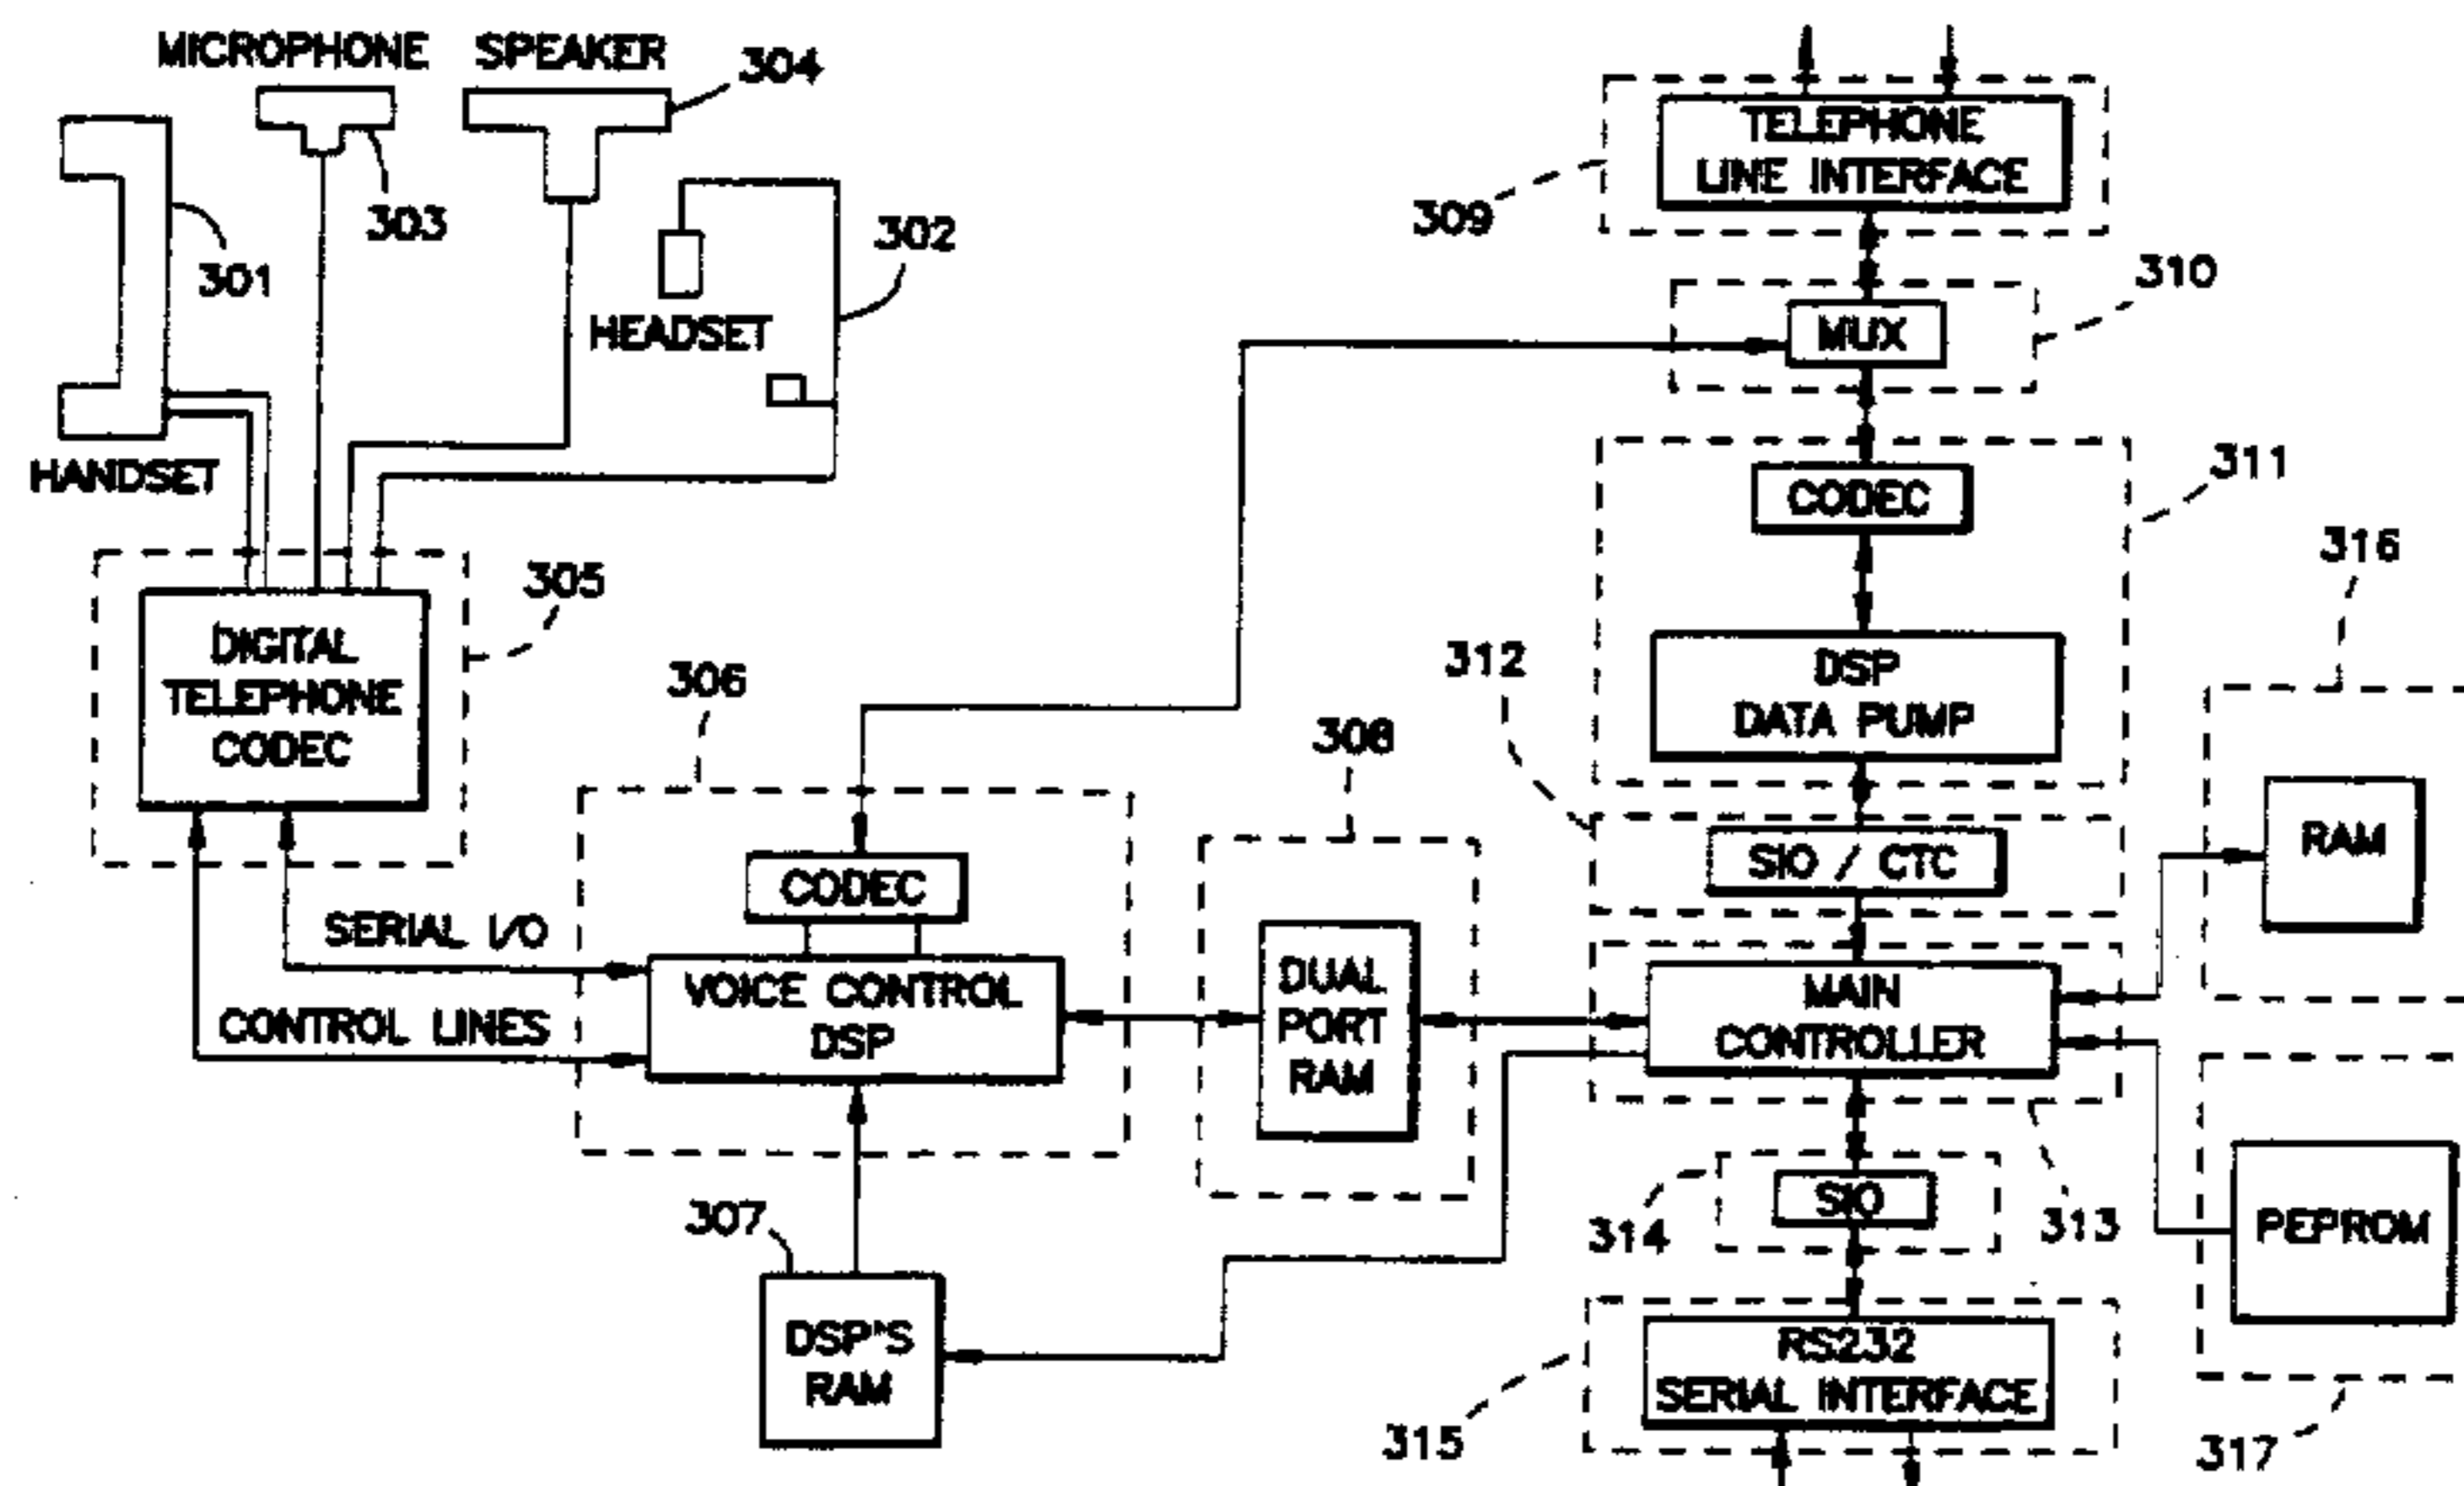 MICROPHONE
SPEAKER
304
303
301
302
HEADSET
HANDSET
305
DIGITAL
TELEPHONE
CODEC
SERIAL I/O
CONTROL LINES
306
CODEC
VOICE CONTROL
DSP
307
DSP'S
RAM
308
DUAL
PORT
RAM
TELEPHONE
LINE INTERFACE
309
310
MUX
311
CODEC
DSP
DATA PUMP
312
SIO / CTC
MAIN
CONTROLLER
313
314
SIO
315
RS232
SERIAL INTERFACE
316
RAM
PEPROM
317